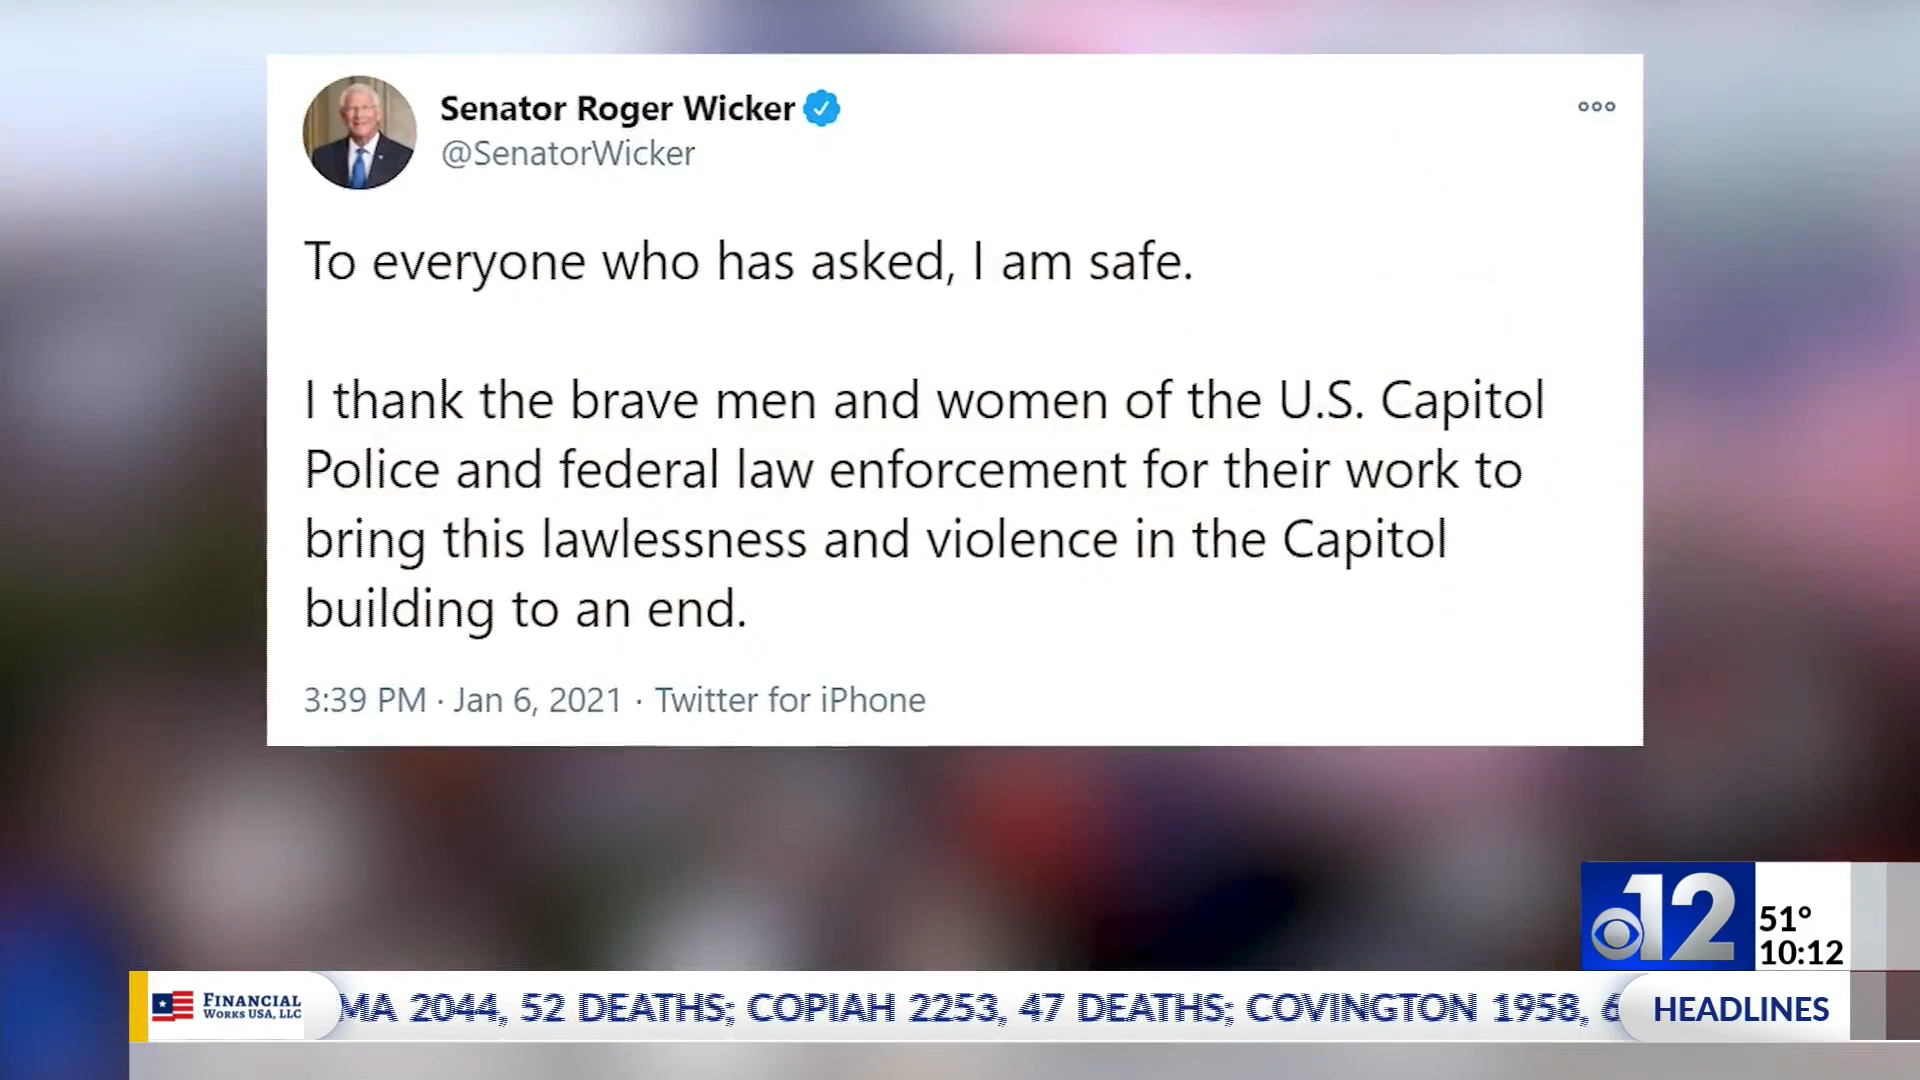 Senator Roger Wicker
@SenatorWicker
To everyone who has asked, I am safe.
I thank the brave men and women of the U.S. Capitol
Police and federal law enforcement for their work to
bring this lawlessness and violence in the Capitol
building to an end.
3:39 PM · Jan 6, 2021 · Twitter for iPhone
12
51°
10:12
FINANCIAL
WORKS USA, LLC
MA 2044, 52 DEATHS; COPIAH 2253, 47 DEATHS; COVINGTON 1958, 6
HEADLINES